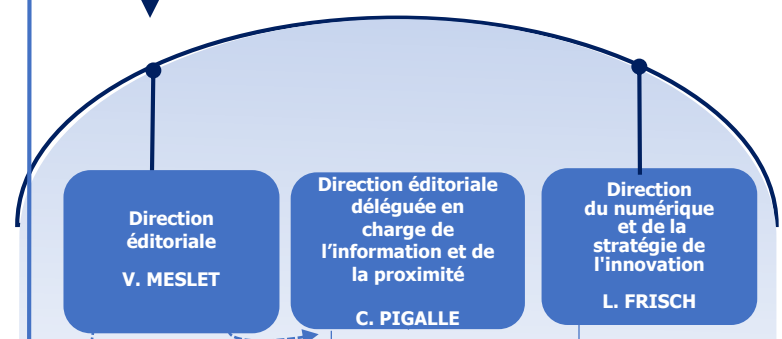 Direction
éditoriale
V. MESLET
Direction éditoriale
déléguée en
charge de
l’information et de
la proximité
C. PIGALLE
Direction
du numérique
et de la
stratégie de
l'innovation
L. FRISCH